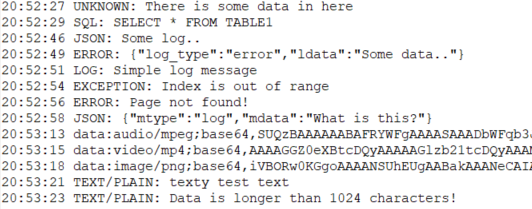 20:52:27 UNKNOWN: There is some data in here
20:52:29 SQL: SELECT * FROM TABLE1
20:52:46 JSON: Some log..
20:52:49 ERROR: {"log_type":"error","ldata":"Some data.."}
20:52:51 LOG: Simple log message
20:52:54 EXCEPTION: Index is out of range
20:52:56 ERROR: Page not found!
20:52:58 JSON: {"mtype":"log","mdata":"What is this?"}
20:53:13 data:audio/mpeg;base64,SUQzBAAAAAABAFRYWFgAAAASAAADbWFqb3J
20:53:15 data:video/mp4;base64,AAAAGGZ0eXBtcDQyAAAAAGlzb21tcDQyAAAN
20:53:18 data:image/png;base64,iVBORw0KGgoAAAANSUhEUgAABakAAANeCAIA
20:53:21 TEXT/PLAIN: texty test text
20:53:23 TEXT/PLAIN: Data is longer than 1024 characters!